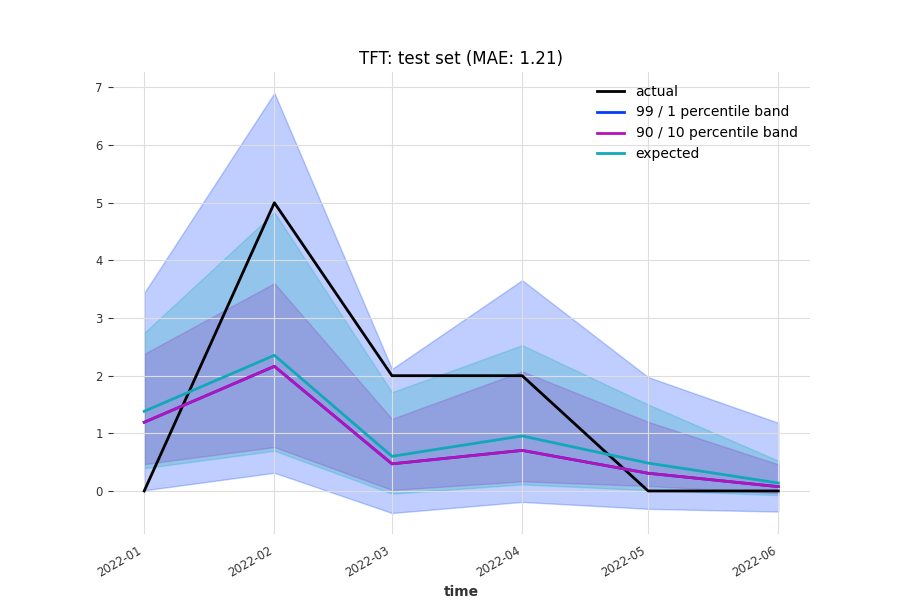 TFT: test set (MAE: 1.21)
actual
99 / 1 percentile band
90 / 10 percentile band
expected
7
6
5
4
3
2
1
0
2022-01
2022-02
2022-03
2022-04
2022-05
2022-06
time